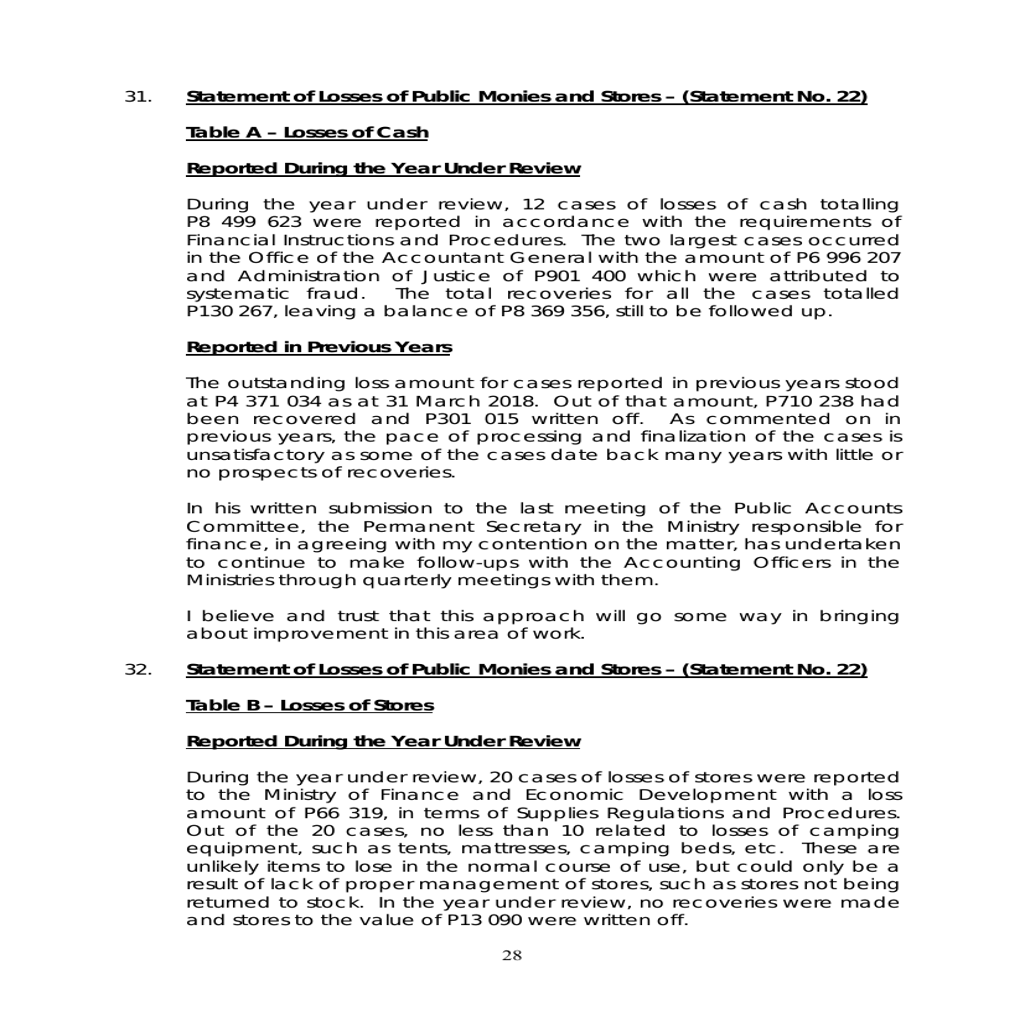 31. Statement of Losses of Public Monies and Stores – (Statement No. 22)
Table A – Losses of Cash
Reported During the Year Under Review
During the year under review, 12 cases of losses of cash totalling
P8 499 623 were reported in accordance with the requirements of
Financial Instructions and Procedures. The two largest cases occurred
in the Office of the Accountant General with the amount of P6 996 207
and Administration of Justice of P901 400 which were attributed to
systematic fraud. The total recoveries for all the cases totalled
P130 267, leaving a balance of P8 369 356, still to be followed up.
Reported in Previous Years
The outstanding loss amount for cases reported in previous years stood
at P4 371 034 as at 31 March 2018. Out of that amount, P710 238 had
been recovered and P301 015 written off. As commented on in
previous years, the pace of processing and finalization of the cases is
unsatisfactory as some of the cases date back many years with little or
no prospects of recoveries.
In his written submission to the last meeting of the Public Accounts
Committee, the Permanent Secretary in the Ministry responsible for
finance, in agreeing with my contention on the matter, has undertaken
to continue to make follow-ups with the Accounting Officers in the
Ministries through quarterly meetings with them.
I believe and trust that this approach will go some way in bringing
about improvement in this area of work.
32. Statement of Losses of Public Monies and Stores – (Statement No. 22)
Table B – Losses of Stores
Reported During the Year Under Review
During the year under review, 20 cases of losses of stores were reported
to the Ministry of Finance and Economic Development with a loss
amount of P66 319, in terms of Supplies Regulations and Procedures.
Out of the 20 cases, no less than 10 related to losses of camping
equipment, such as tents, mattresses, camping beds, etc. These are
unlikely items to lose in the normal course of use, but could only be a
result of lack of proper management of stores, such as stores not being
returned to stock. In the year under review, no recoveries were made
and stores to the value of P13 090 were written off.
28